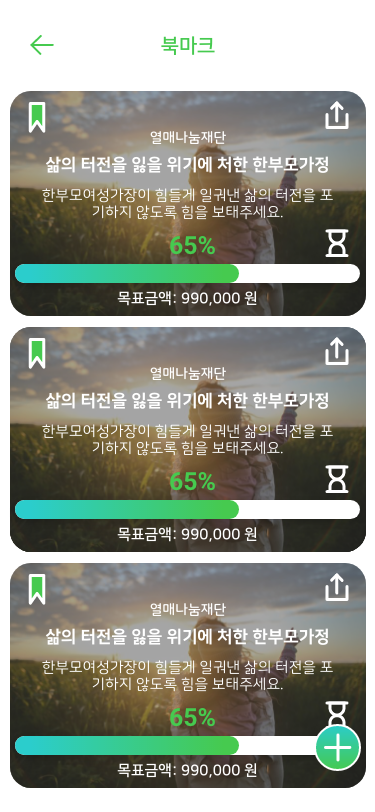 북마크
열매나눔재단
삶의 터전을 잃을 위기에 처한 한부모가정
한부모여성가장이 힘들게 일궈낸 삶의 터전을 포
기하지 않도록 힘을 보태주세요.
65%
목표금액: 990,000 원
열매나눔재단
삶의 터전을 잃을 위기에 처한 한부모가정
한부모여성가장이 힘들게 일궈낸 삶의 터전을 포
기하지 않도록 힘을 보태주세요.
65%
목표금액: 990,000 원
열매나눔재단
삶의 터전을 잃을 위기에 처한 한부모가정
한부모여성가장이 힘들게 일궈낸 삶의 터전을 포
기하지 않도록 힘을 보태주세요.
65%
목표금액: 990,000 원